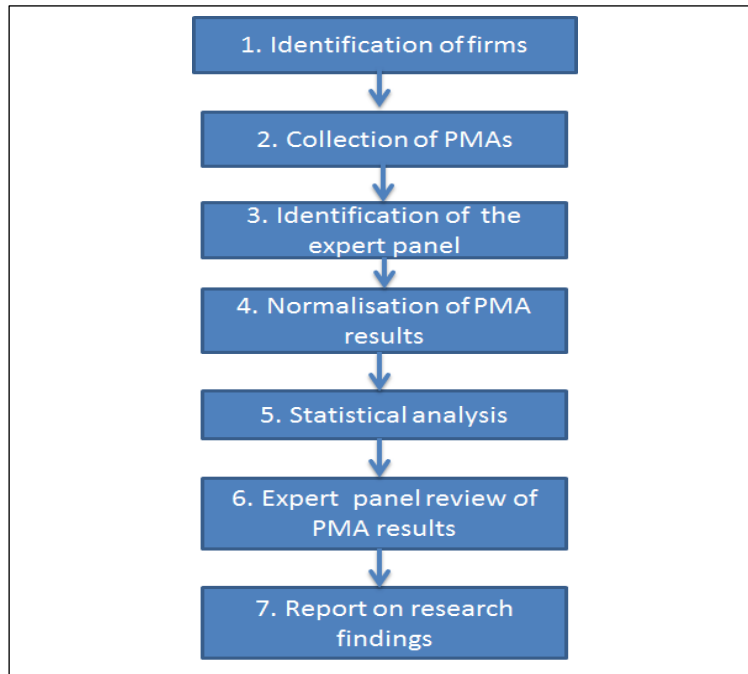 1. Identification of firms
2. Collection of PMAs
3. Identification of the
expert panel
4. Normalisation of PMA
results
5. Statistical analysis
6. Expert panel review of
PMA results
7. Report on research
findings